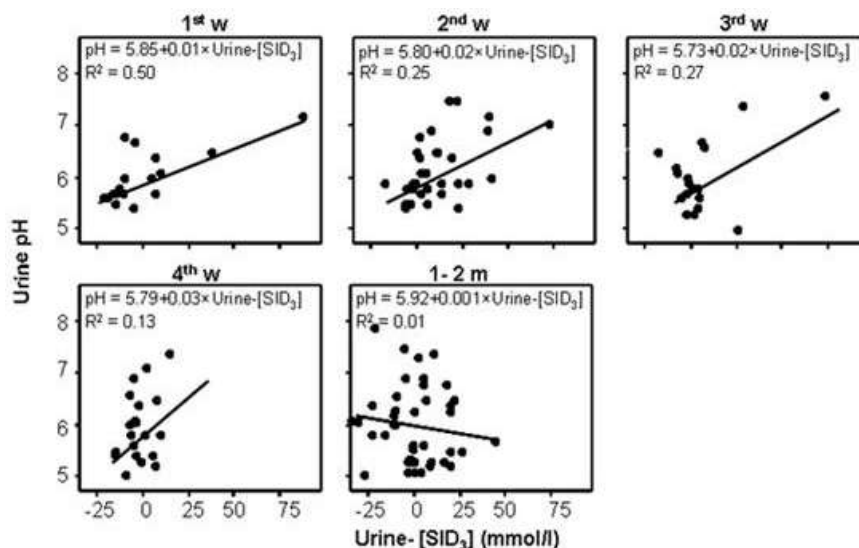 1st w
pH = 5.85+0.01×Urine-[SID3]
R2 = 0.50
2nd w
pH = 5.80+0.02×Urine-[SID3]
R2 = 0.25
3rd w
pH = 5.73+0.02×Urine-[SID3]
R2 = 0.27
8
7
6
5
4th w
pH = 5.79+0.03×Urine-[SID3]
R2 = 0.13
1- 2 m
pH = 5.92+0.001×Urine-[SID3]
R2 = 0.01
8
7
6
5
Urine pH
-25 0 25 50 75
-25 0 25 50 75
Urine- [SID3] (mmol/l)